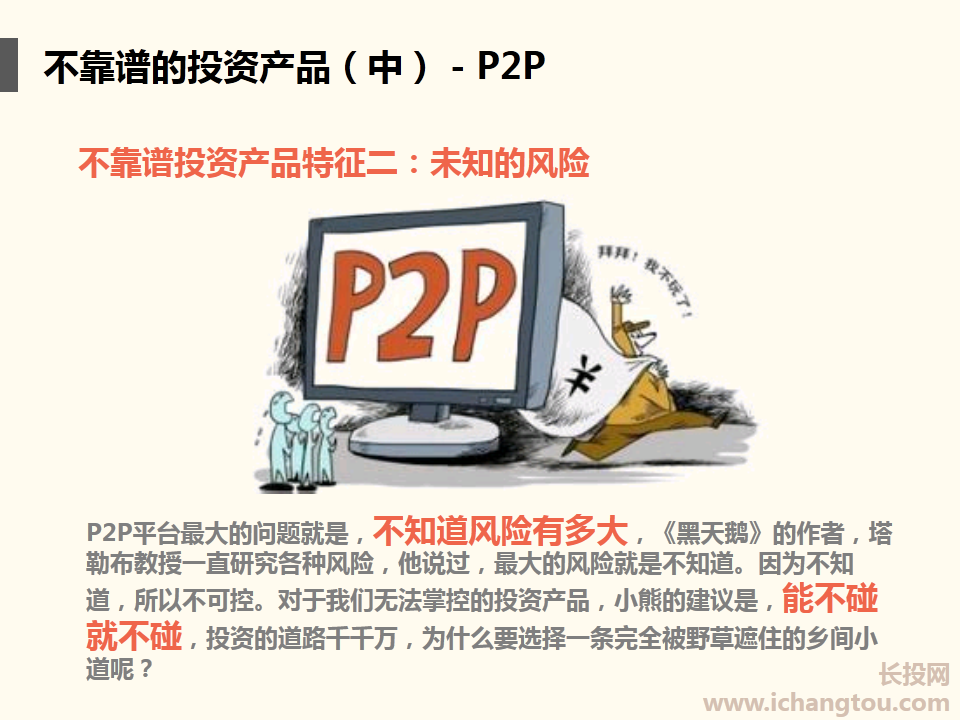 不靠谱的投资产品（中）- P2P
不靠谱投资产品特征二：未知的风险
P2P
拜拜！我不玩了！
¥
P2P平台最大的问题就是，不知道风险有多大，《黑天鹅》的作者，塔
勒布教授一直研究各种风险，他说过，最大的风险就是不知道。因为不知
道，所以不可控。对于我们无法掌控的投资产品，小熊的建议是，能不碰
就不碰，投资的道路千千万，为什么要选择一条完全被野草遮住的乡间小
道呢？
长投网
www.ichangtou.com